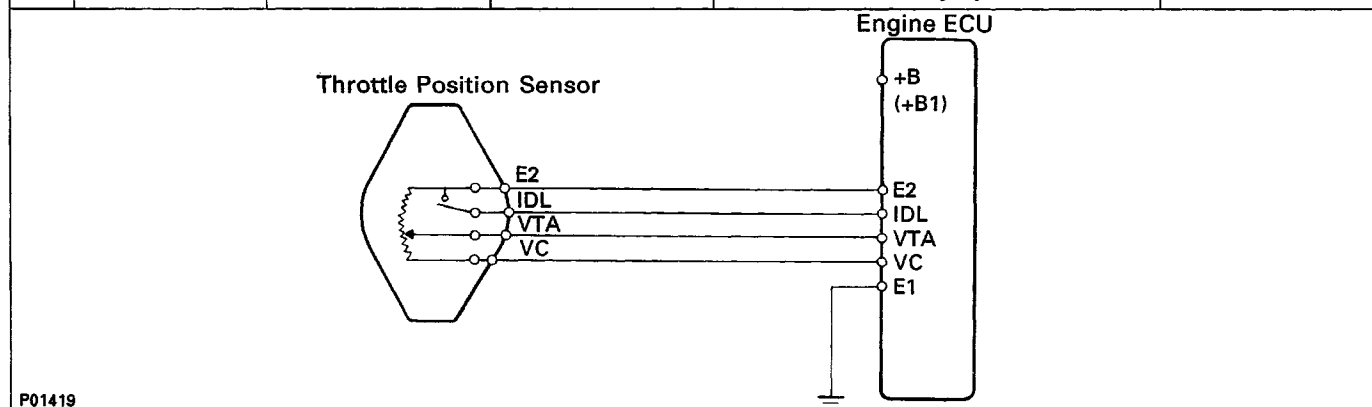 Engine ECU
Throttle Position Sensor
+B
(+B1)
E2
IDL
VTA
VC
E2
IDL
VTA
VC
E1
P01419